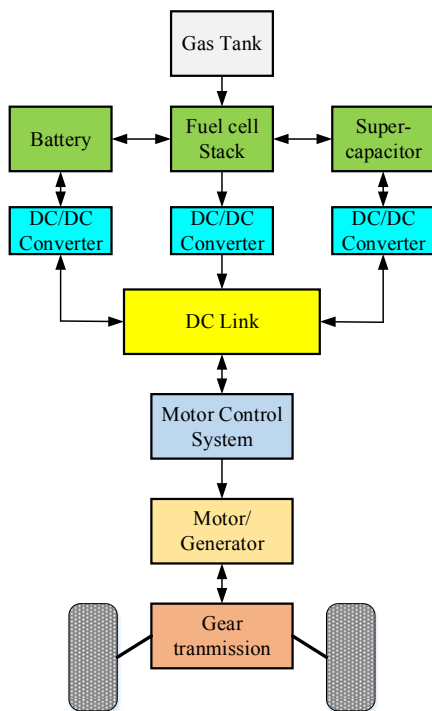 Gas Tank
Battery
Fuel cell
Stack
Super-
capacitor
DC/DC
Converter
DC/DC
Converter
DC/DC
Converter
DC Link
Motor Control
System
Motor/
Generator
Gear
tranmission